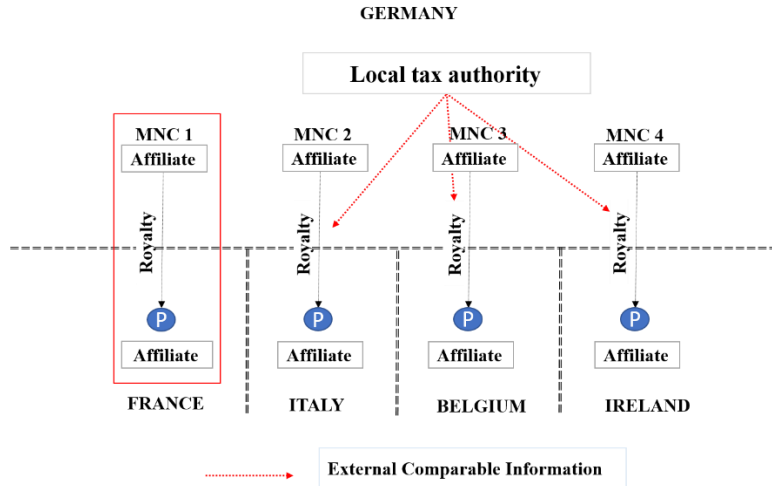 GERMANY
Local tax authority
MNC 1
MNC 2
MNC 3
MNC 4
Affiliate
Affiliate
Affiliate
Affiliate
Royalty
Royalty
Royalty
Royalty
P
P
P
P
Affiliate
Affiliate
Affiliate
Affiliate
FRANCE
ITALY
BELGIUM
IRELAND
External Comparable Information